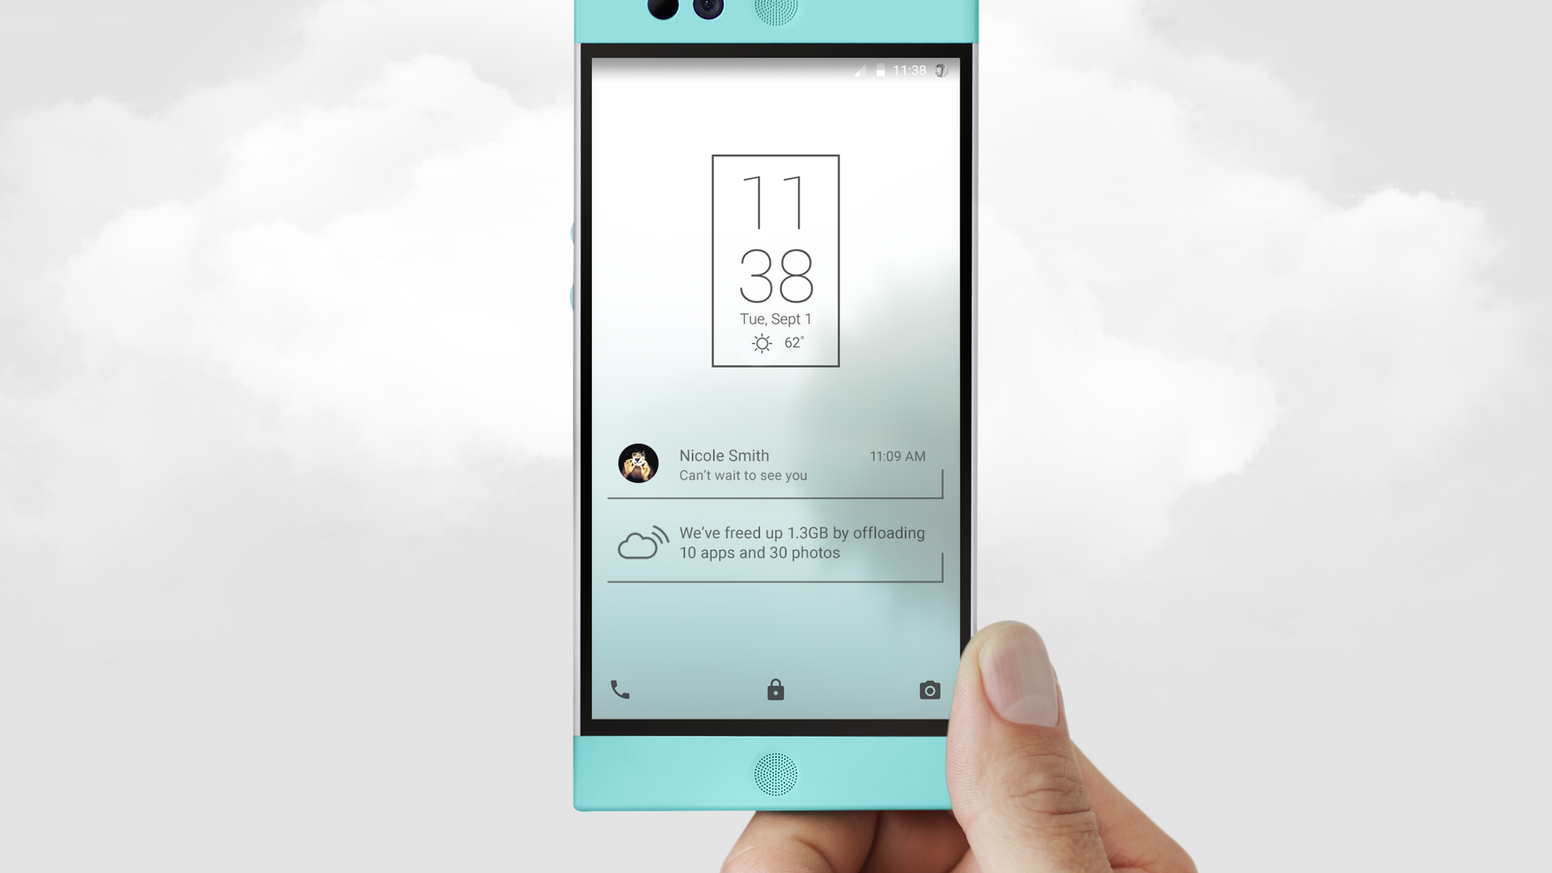 11:38
11
38
Tue, Sept 1
62°
Nicole Smith
11:09 AM
Can't wait to see you
We've freed up 1.3GB by offloading
10 apps and 30 photos